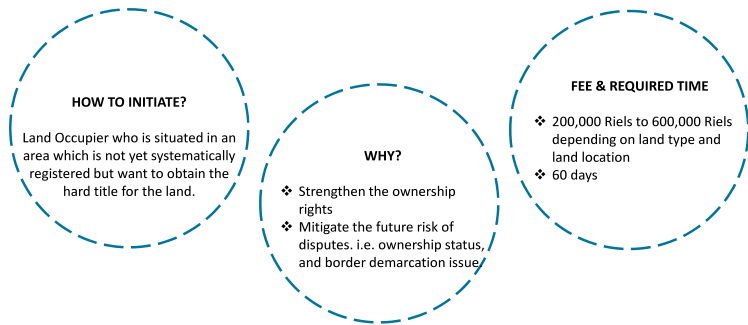 HOW TO INITIATE?
Land Occupier who is situated in an
area which is not yet systematically
registered but want to obtain the
hard title for the land.
WHY?
❖ Strengthen the ownership
rights
❖ Mitigate the future risk of
disputes. i.e. ownership status,
and border demarcation issue.
FEE & REQUIRED TIME
❖ 200,000 Riels to 600,000 Riels
depending on land type and
land location
❖ 60 days